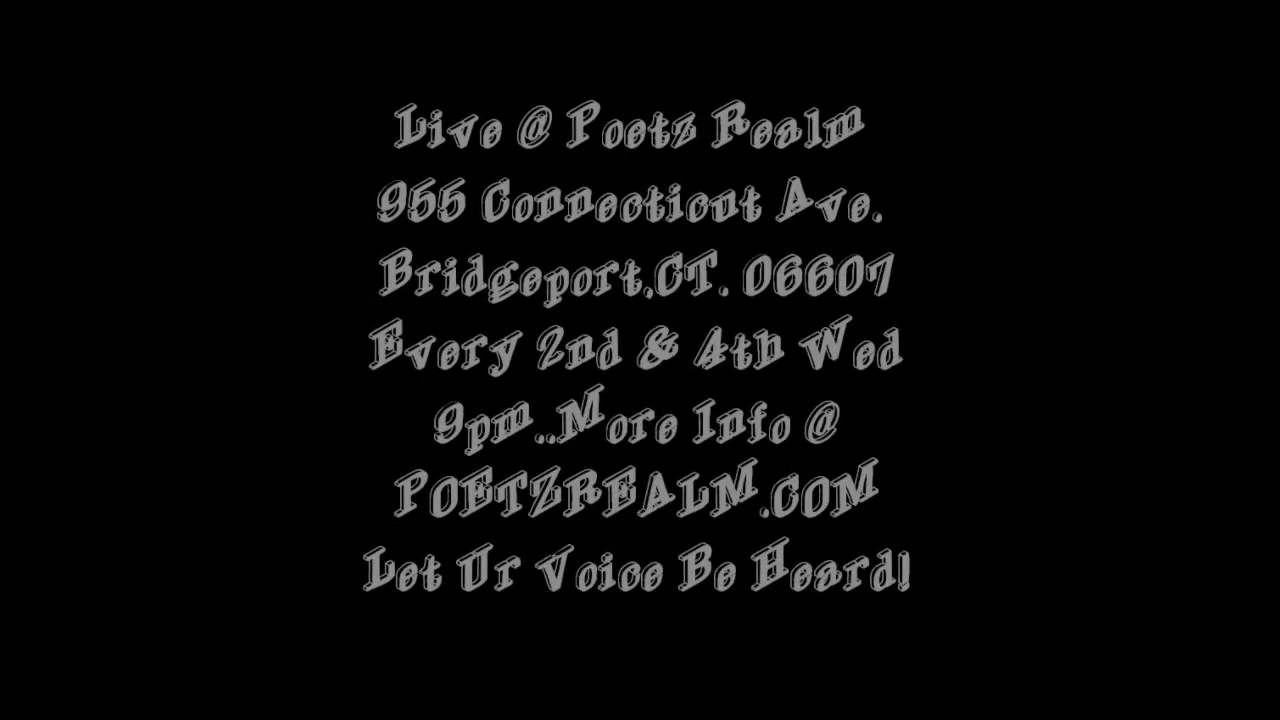 Live @ Poetz Realm
955 Connecticut Ave.
Bridgeport,CT. 06607
Every 2nd & 4th Wed
9pm..More Info @
POETZREALM.COM
Let Ur Voice Be Heard!